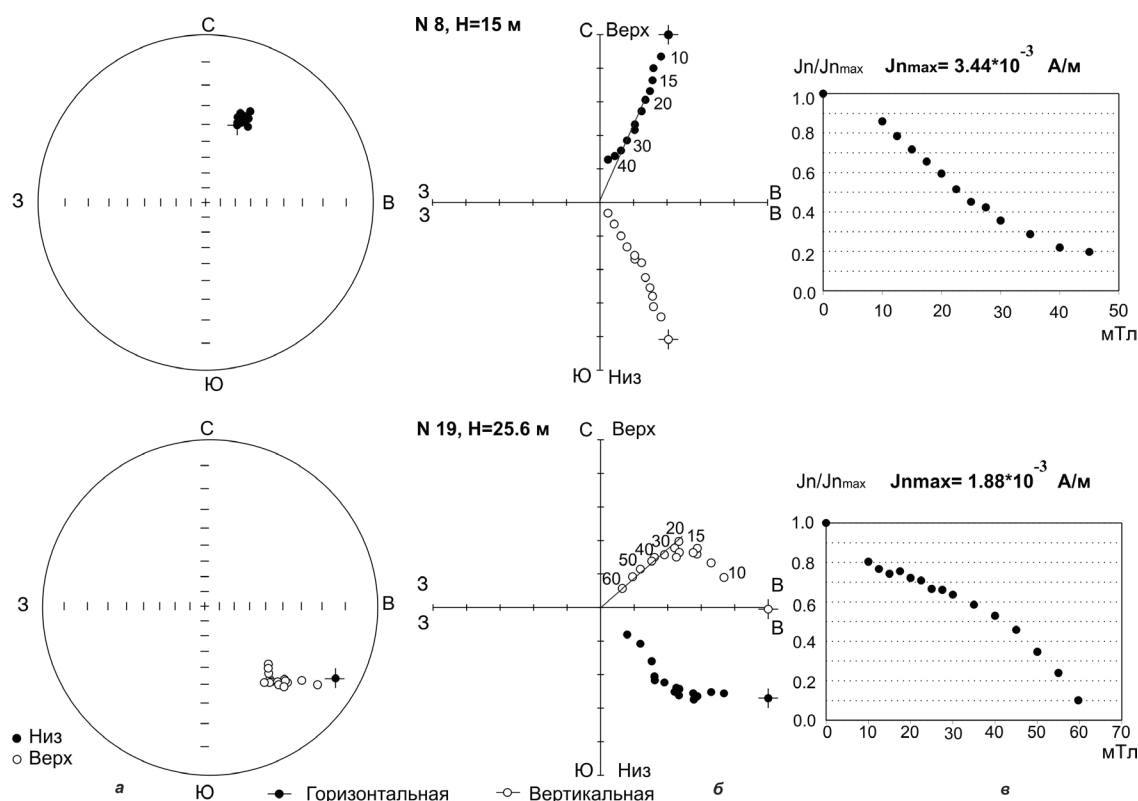 С
З
В
Ю
N 8, H=15 м
С Верх
10
15
20
30
40
З
В
З
В
Ю Низ
Jn/Jnmax Jnmax= 3.44*10-3 А/м
1.0
0.8
0.6
0.4
0.2
0.0
0 10 20 30 40 50
мТл
С
З
В
Ю
N 19, H=25.6 м
С Верх
60 50 40 30 20 15 10
З
В
З
В
Ю Низ
Jn/Jnmax Jnmax= 1.88*10-3 А/м
1.0
0.8
0.6
0.4
0.2
0.0
0 10 20 30 40 50 60 70
мТл
Низ
Верх
а
Горизонтальная
Вертикальная
б
в